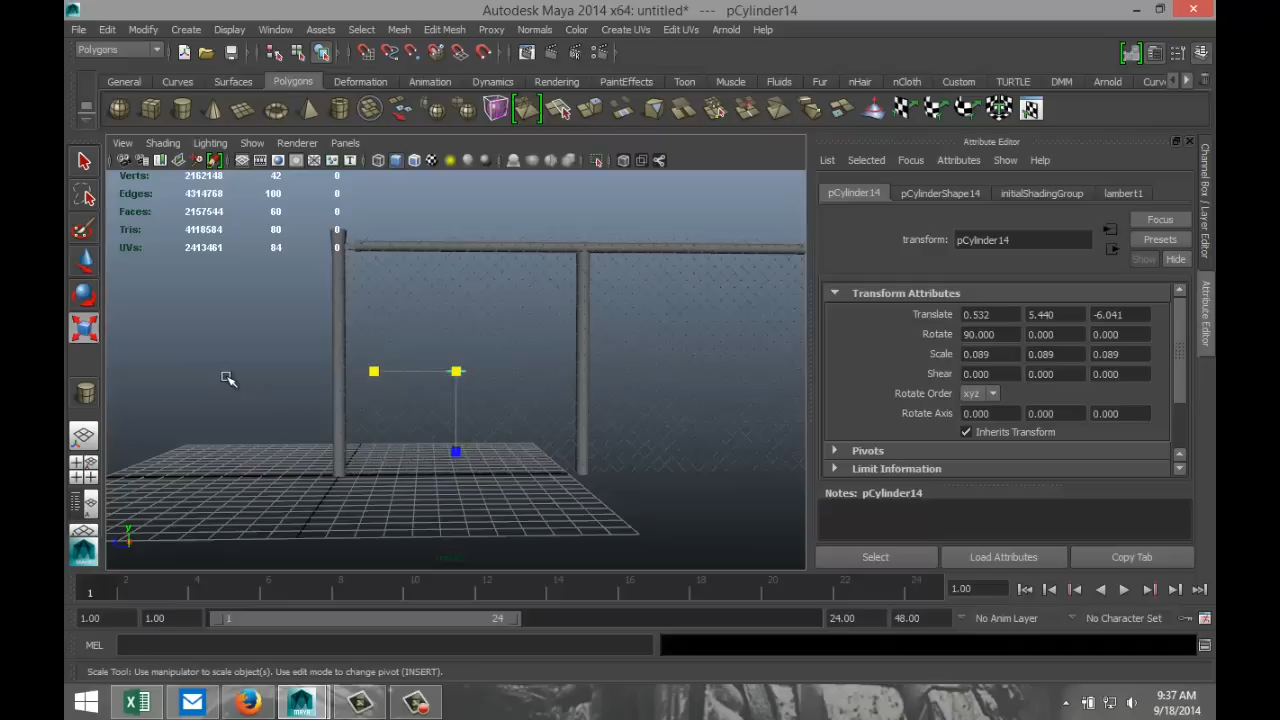 Autodesk Maya 2014 x64: untitled* --- pCylinder14
File Edit Modify Create Display Window Assets Select Mesh Edit Mesh Proxy Normals Color Create UVs Edit UVs Arnold Help
Polygons
General Curves Surfaces Polygons Deformation Animation Dynamics Rendering PaintEffects Toon Muscle Fluids Fur nHair nCloth Custom TURTLE DMM Arnold Curv
View Shading Lighting Show Renderer Panels
Verts: 2162148 42 0
Edges: 4314768 100 0
Faces: 2157544 60 0
Tris: 4118584 80 0
UVs: 2413461 84 0
y
Attribute Editor
List Selected Focus Attributes Show Help
pCylinder14 pCylinderShape14 initialShadingGroup lambert1
Focus
transform: pCylinder14
Presets
Show Hide
Transform Attributes
Translate 0.532 5.440 -6.041
Rotate 90.000 0.000 0.000
Scale 0.089 0.089 0.089
Shear 0.000 0.000 0.000
Rotate Order xyz
Rotate Axis 0.000 0.000 0.000
Inherits Transform
Pivots
Limit Information
Notes: pCylinder14
Select Load Attributes Copy Tab
Channel Box / Layer Editor
Attribute Editor
2 4 6 8 10 12 14 16 18 20 22 24
1 1.00
1.00 1.00 1 24 24.00 48.00 No Anim Layer No Character Set
MEL
Scale Tool: Use manipulator to scale object(s). Use edit mode to change pivot (INSERT).
9:37 AM
9/18/2014